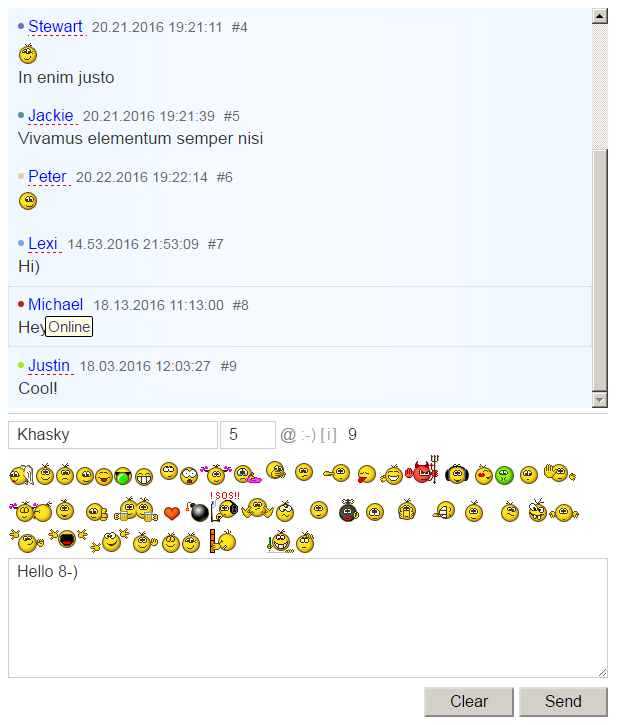 Stewart 20.21.2016 19:21:11 #4
In enim justo
Jackie 20.21.2016 19:21:39 #5
Vivamus elementum semper nisi
Peter 20.22.2016 19:22:14 #6
Lexi 14.53.2016 21:53:09 #7
Hi)
Michael 18.13.2016 11:13:00 #8
Hey
Online
Justin 18.03.2016 12:03:27 #9
Cool!
Khasky 5 @ :-) [i] 9
!SOS!!
Hello 8-)
Clear Send